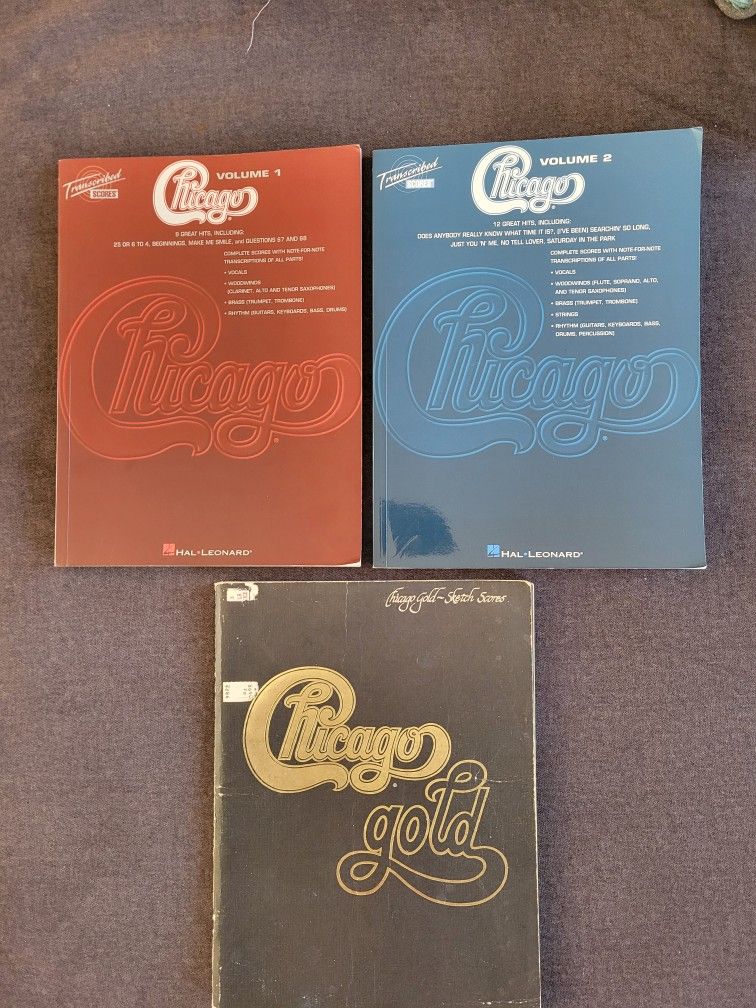 Transcribed
SCORES
Chicago
VOLUME 1
9 GREAT HITS, INCLUDING:
25 OR 6 TO 4, BEGINNINGS, MAKE ME SMILE, and QUESTIONS 67 AND 68
COMPLETE SCORES WITH NOTE-FOR-NOTE
TRANSCRIPTIONS OF ALL PARTS!
• VOCALS
• WOODWINDS
(CLARINET, ALTO AND TENOR SAXOPHONES)
• BRASS (TRUMPET, TROMBONE)
• RHYTHM (GUITARS, KEYBOARDS, BASS, DRUMS)
Chicago
HAL•LEONARD®
Transcribed
SCORES
Chicago
VOLUME 2
12 GREAT HITS, INCLUDING:
DOES ANYBODY REALLY KNOW WHAT TIME IT IS?, (I'VE BEEN) SEARCHIN' SO LONG,
JUST YOU 'N' ME, NO TELL LOVER, SATURDAY IN THE PARK
COMPLETE SCORES WITH NOTE-FOR-NOTE
TRANSCRIPTIONS OF ALL PARTS!
• VOCALS
• WOODWINDS (FLUTE, SOPRANO, ALTO,
AND TENOR SAXOPHONES)
• BRASS (TRUMPET, TROMBONE)
• STRINGS
• RHYTHM (GUITARS, KEYBOARDS, BASS,
DRUMS, PERCUSSION)
Chicago
HAL•LEONARD®
Chicago Gold ~ Sketch Scores
Chicago
gold